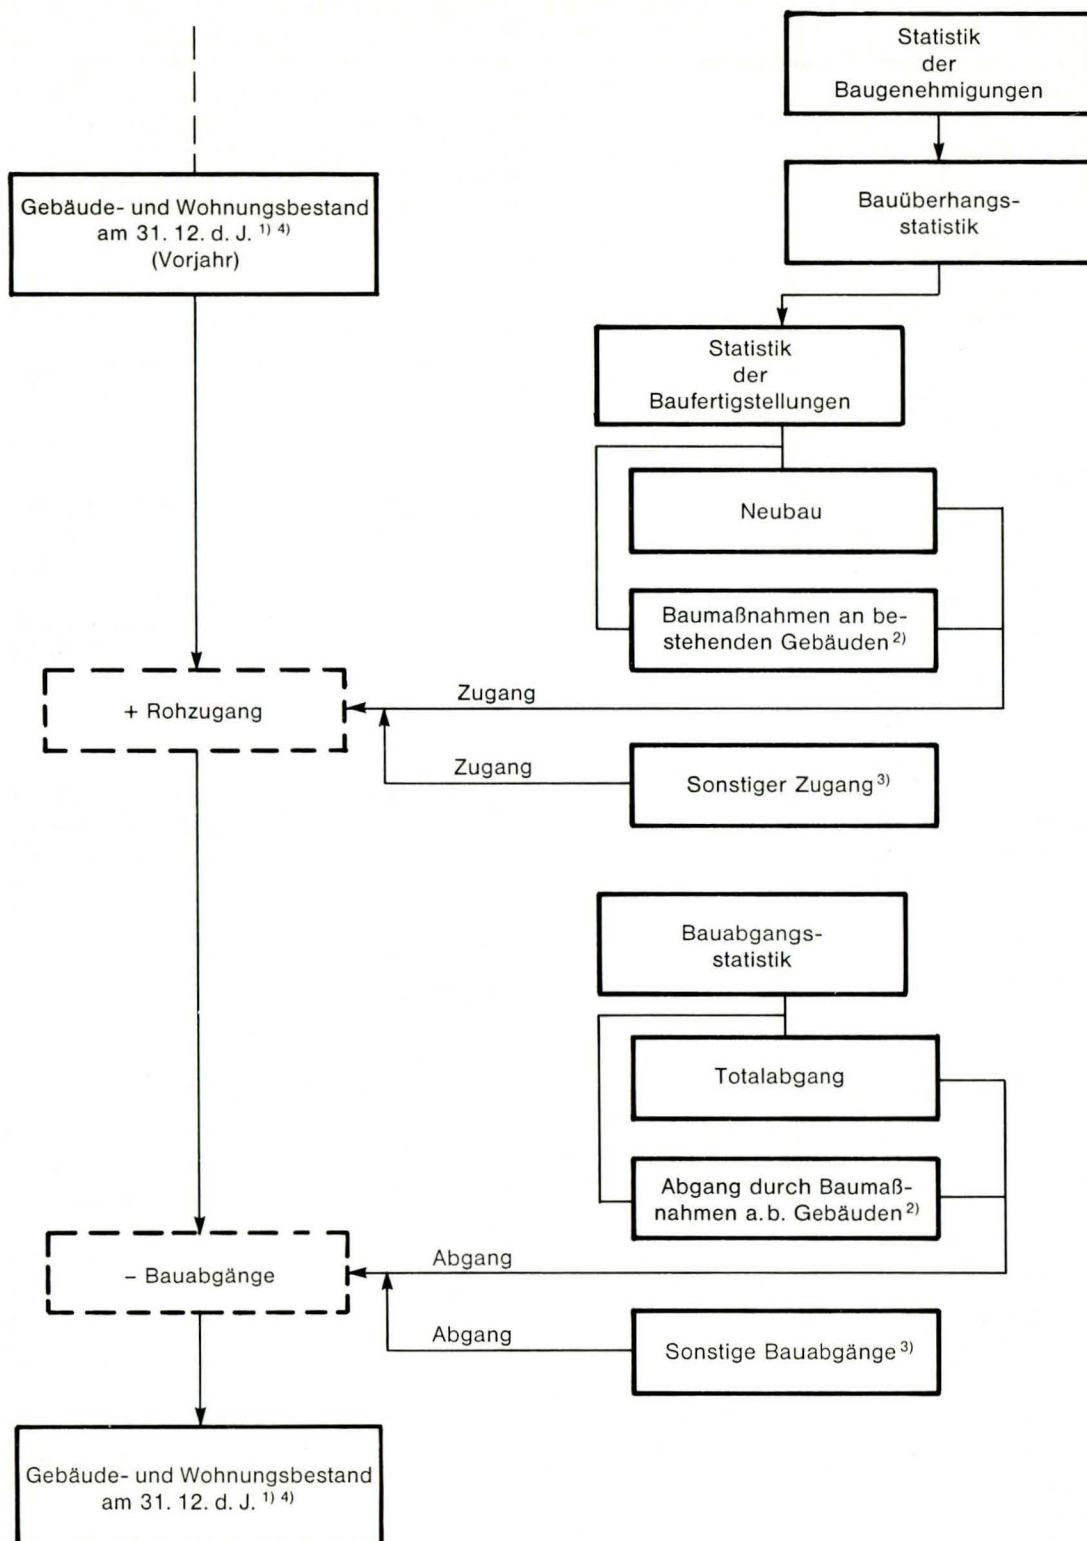 Statistik
der
Baugenehmigungen
Bauüberhangs-
statistik
Gebäude- und Wohnungsbestand
am 31. 12. d. J. 1) 4)
(Vorjahr)
Statistik
der
Baufertigstellungen
Neubau
Baumaßnahmen an be-
stehenden Gebäuden 2)
Zugang
+ Rohzugang
Zugang
Sonstiger Zugang 3)
Bauabgangs-
statistik
Totalabgang
Abgang durch Baumaß-
nahmen a. b. Gebäuden 2)
Abgang
– Bauabgänge
Abgang
Sonstige Bauabgänge 3)
Gebäude- und Wohnungsbestand
am 31. 12. d. J. 1) 4)